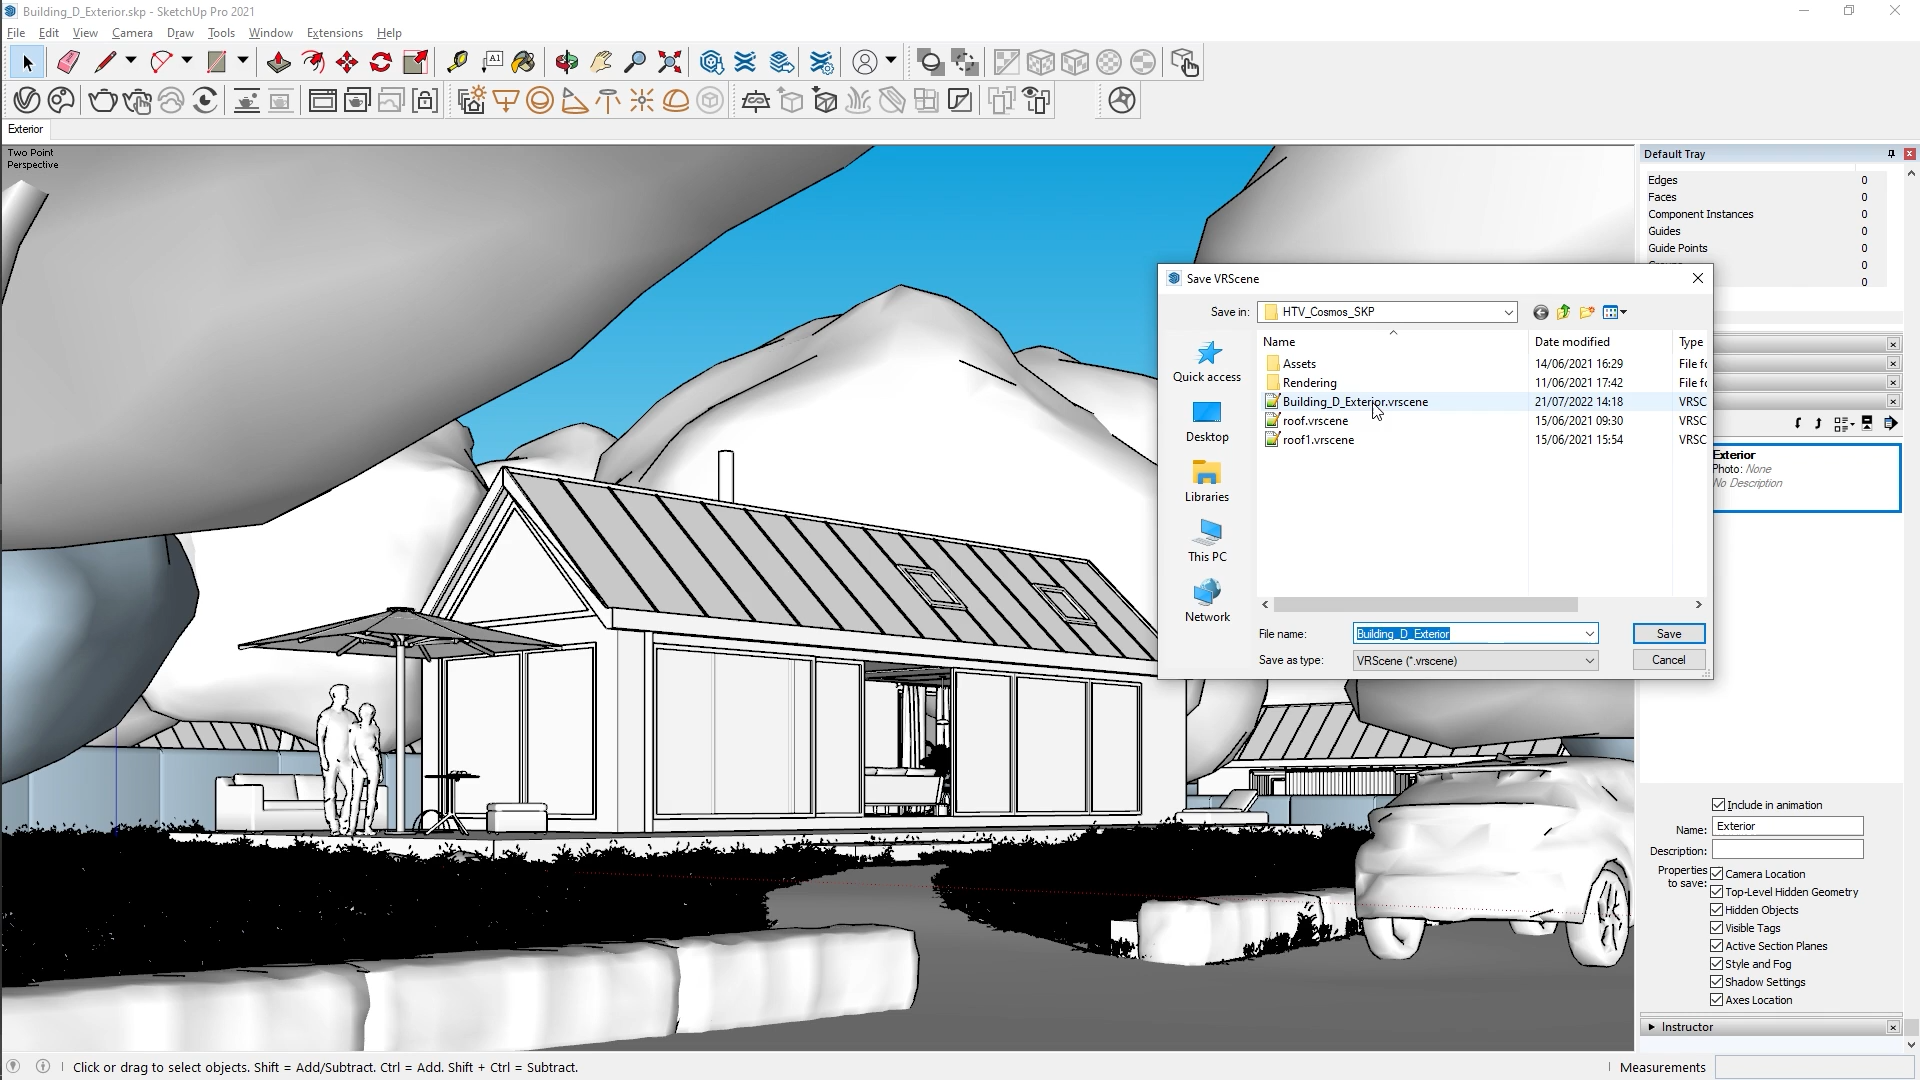 Building_D_Exterior.skp - SketchUp Pro 2021
File Edit View Camera Draw Tools Window Extensions Help
A1
Exterior
Two Point
Perspective
Default Tray
Edges 0
Faces 0
Component Instances 0
Guides 0
Guide Points 0
0
0
Save VRScene
Save in: HTV_Cosmos_SKP
Name Date modified Type
Assets 14/06/2021 16:29 File fo
Rendering 11/06/2021 17:42 File fo
Building_D_Exterior.vrscene 21/07/2022 14:18 VRSC
roof.vrscene 15/06/2021 09:30 VRSC
roof1.vrscene 15/06/2021 15:54 VRSC
Quick access
Desktop
Libraries
This PC
Network
File name: Building_D_Exterior Save
Save as type: VRScene (*.vrscene) Cancel
Exterior
Photo: None
No Description
Include in animation
Name: Exterior
Description:
Properties to save:
Camera Location
Top-Level Hidden Geometry
Hidden Objects
Visible Tags
Active Section Planes
Style and Fog
Shadow Settings
Axes Location
Instructor
Click or drag to select objects. Shift = Add/Subtract. Ctrl = Add. Shift + Ctrl = Subtract.
Measurements